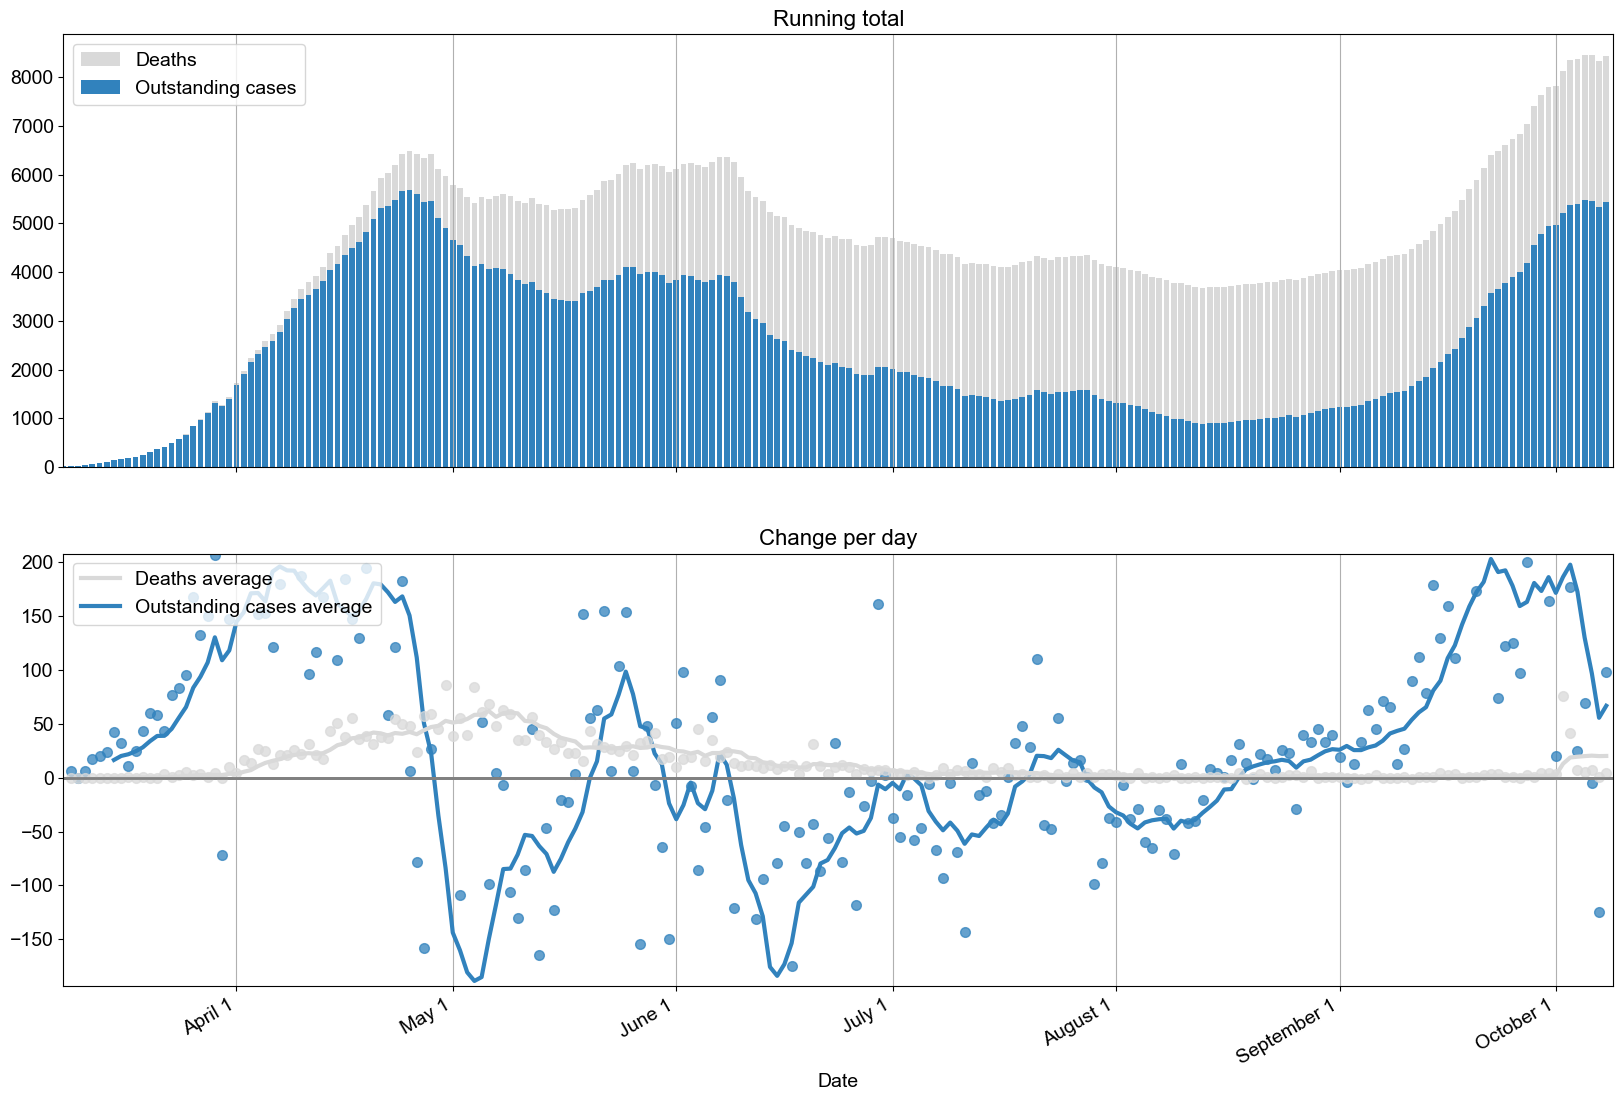 Running total
Deaths
Outstanding cases
8000
7000
6000
5000
4000
3000
2000
1000
0
Change per day
Deaths average
Outstanding cases average
200
150
100
50
0
−50
−100
−150
April 1
May 1
June 1
July 1
August 1
September 1
October 1
Date